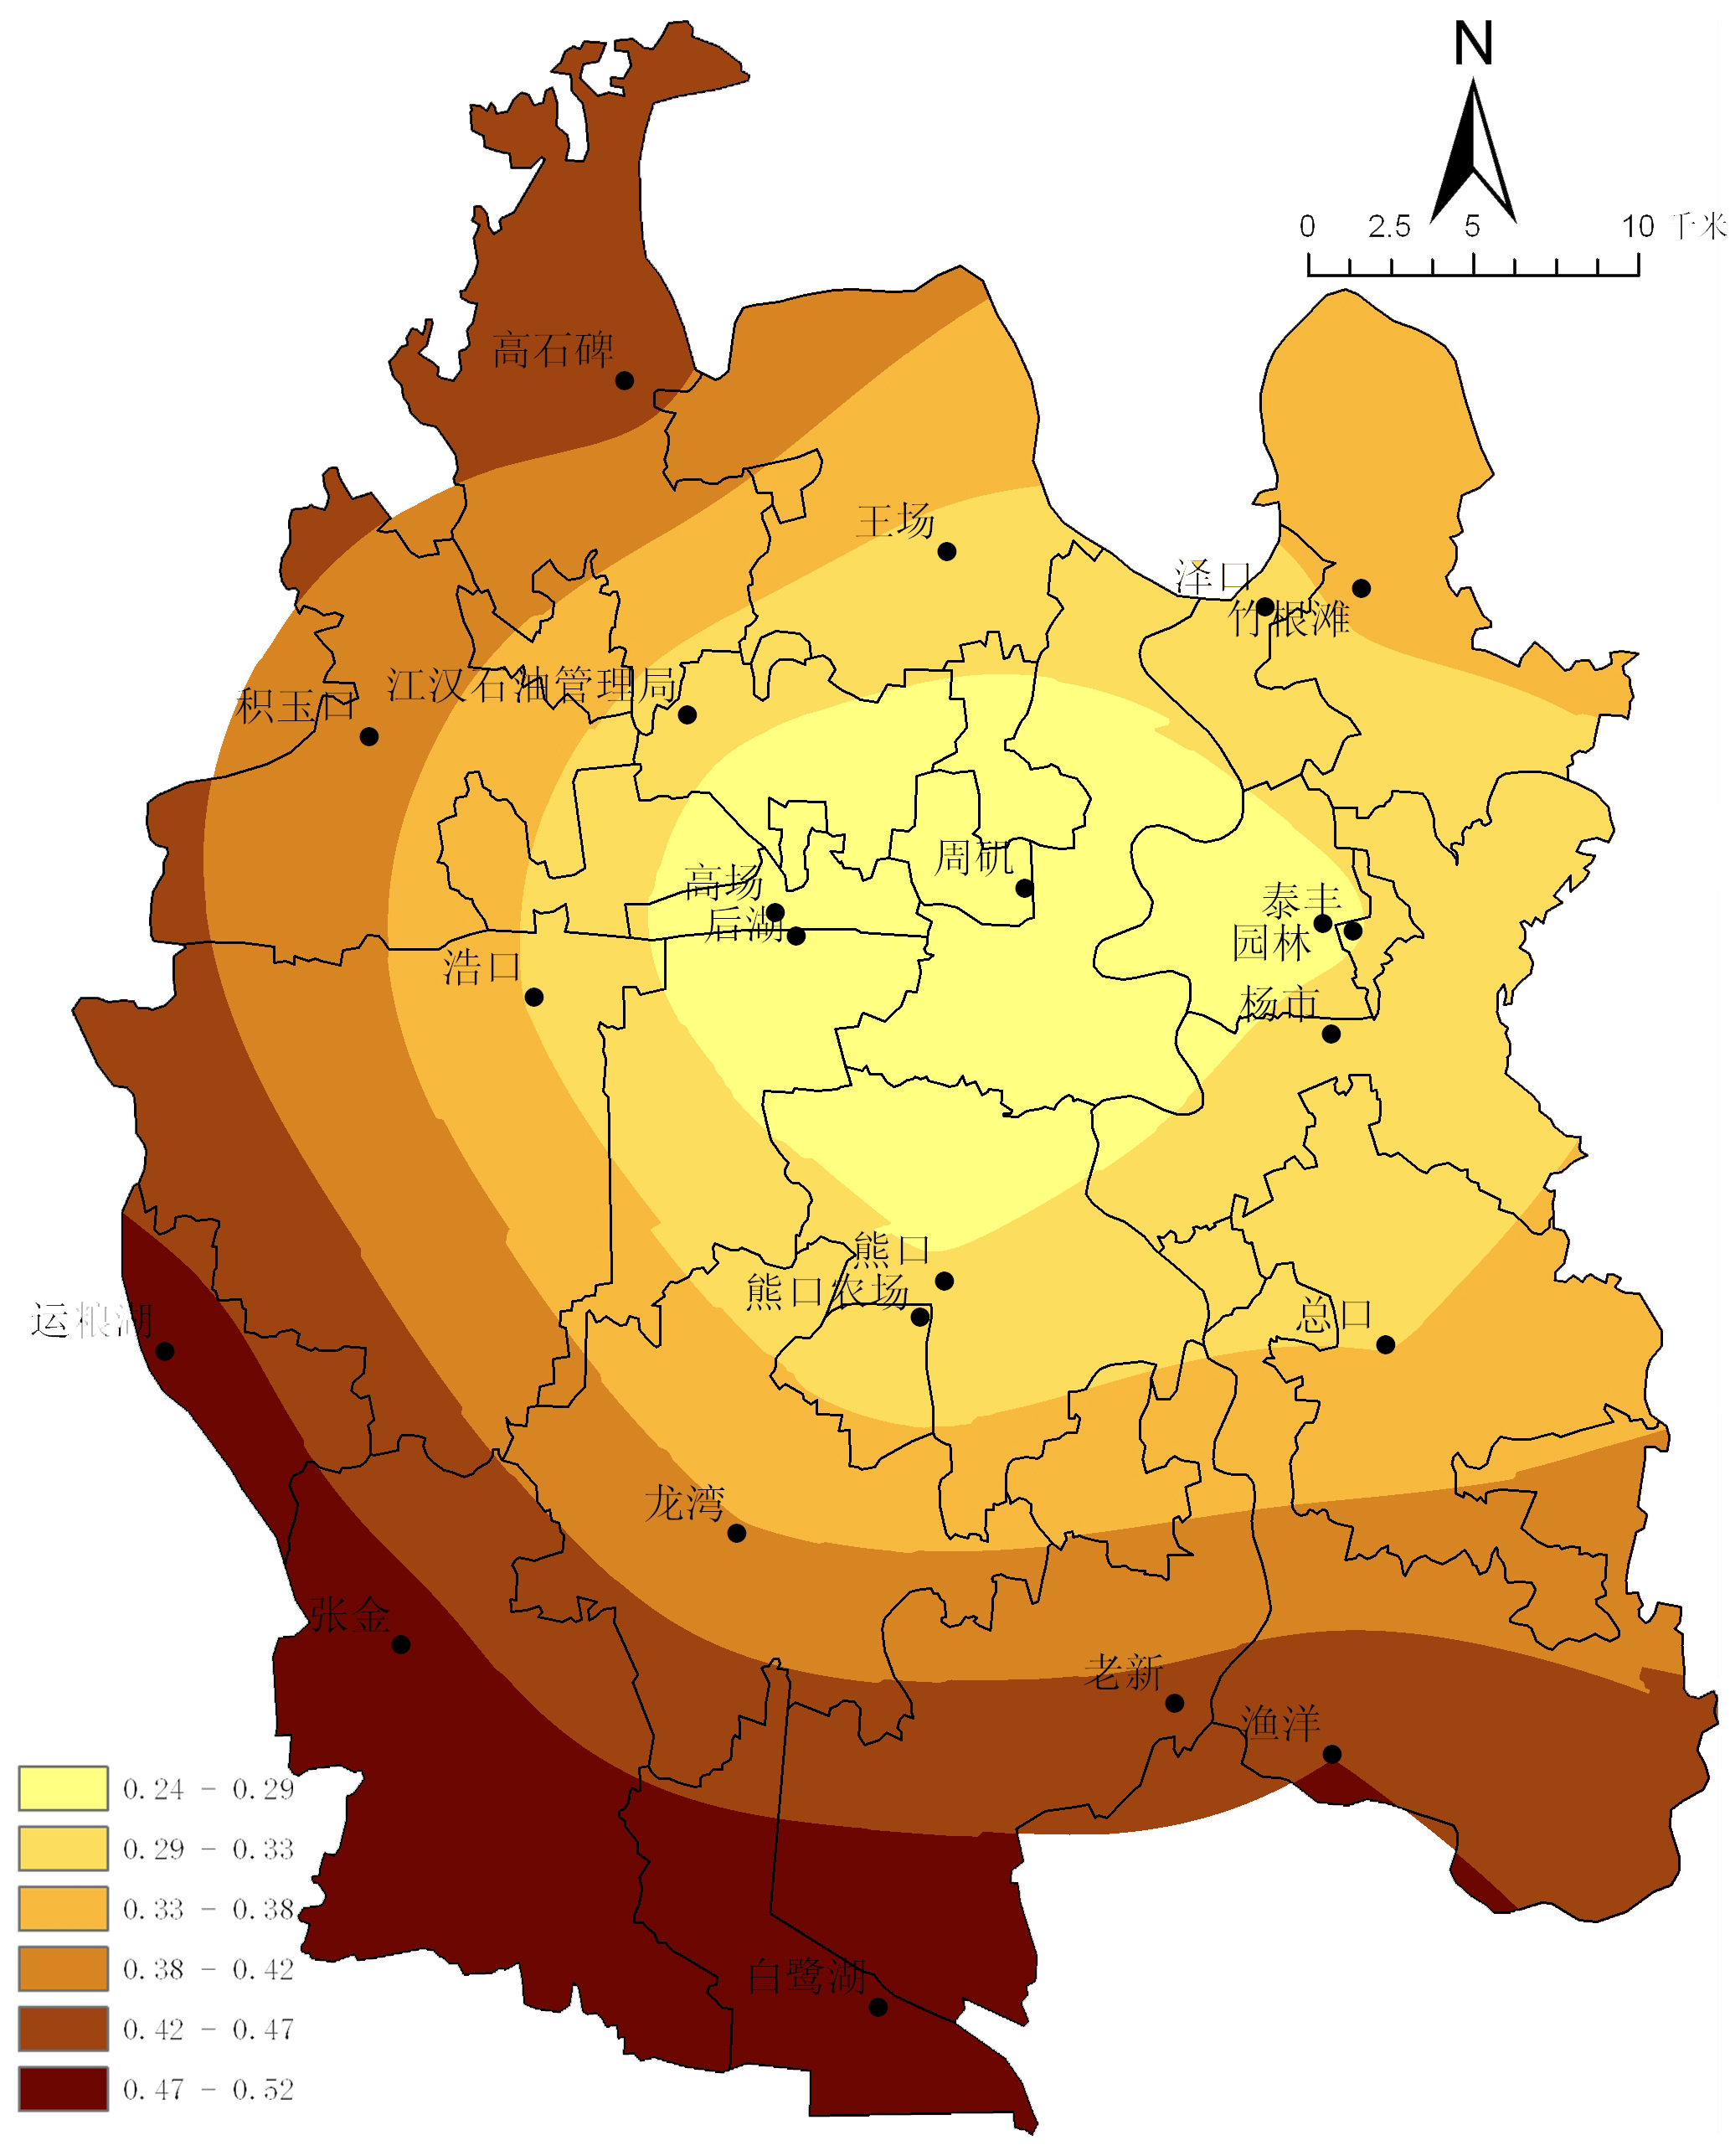 N
0 2.5 5 10 千米
高石碑
王场
泽口
竹根滩
江汉石油管理局
积玉口
周矶
高场
后湖
泰丰
园林
浩口
杨市
熊口
熊口农场
总口
运粮湖
龙湾
张金
老新
渔洋
白鹭湖
0.24 - 0.29
0.29 - 0.33
0.33 - 0.38
0.38 - 0.42
0.42 - 0.47
0.47 - 0.52